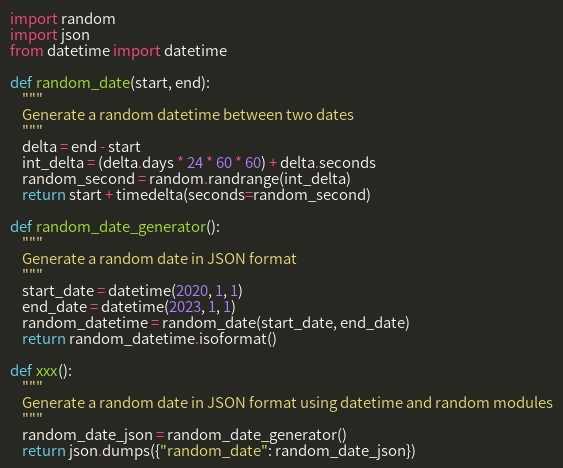 import random
import json
from datetime import datetime

def random_date(start, end):
    """
    Generate a random datetime between two dates
    """
    delta = end - start
    int_delta = (delta.days * 24 * 60 * 60) + delta.seconds
    random_second = random.randrange(int_delta)
    return start + timedelta(seconds=random_second)

def random_date_generator():
    """
    Generate a random date in JSON format
    """
    start_date = datetime(2020, 1, 1)
    end_date = datetime(2023, 1, 1)
    random_datetime = random_date(start_date, end_date)
    return random_datetime.isoformat()

def xxx():
    """
    Generate a random date in JSON format using datetime and random modules
    """
    random_date_json = random_date_generator()
    return json.dumps({"random_date": random_date_json})